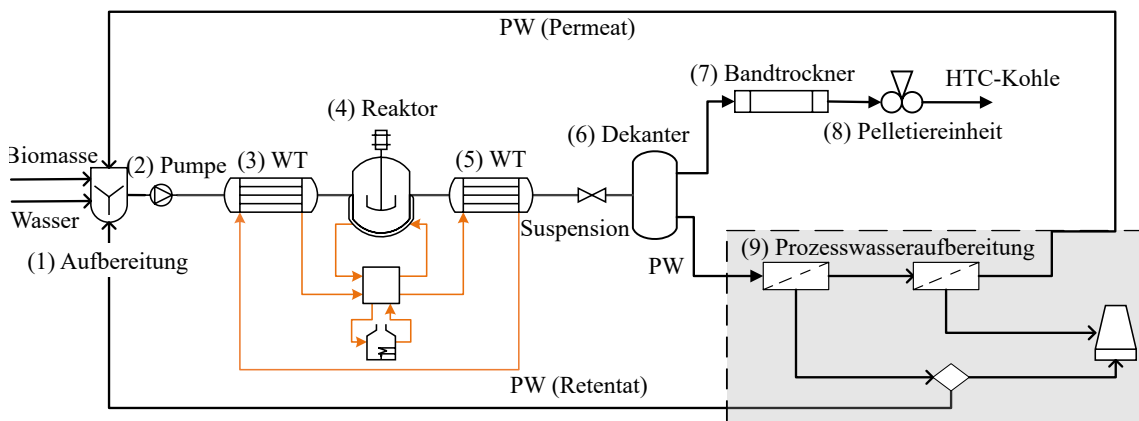 PW (Permeat)
(7) Bandtrockner
HTC-Kohle
(4) Reaktor
(8) Pelletiereinheit
(6) Dekanter
Biomasse
(2) Pumpe
(3) WT
(5) WT
Wasser
Suspension
(1) Aufbereitung
(9) Prozesswasseraufbereitung
PW
PW (Retentat)